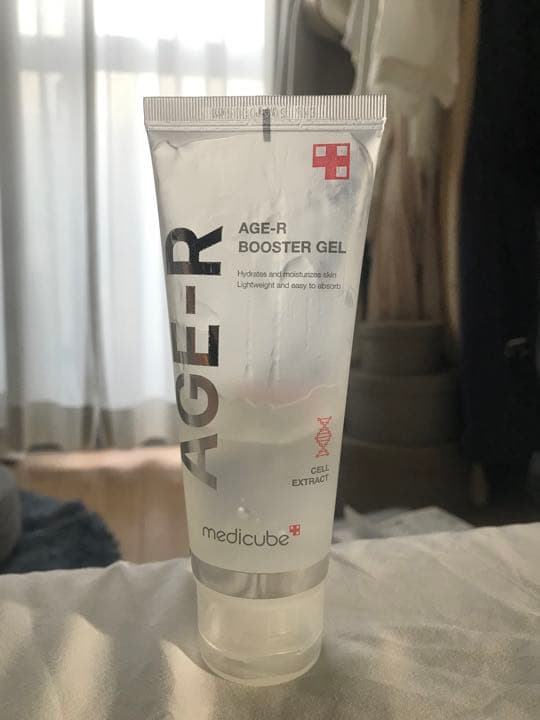 AGE-R
AGE-R
BOOSTER GEL
Hydrates and moisturizes skin
Lightweight and easy to absorb
CELL
EXTRACT
medicube